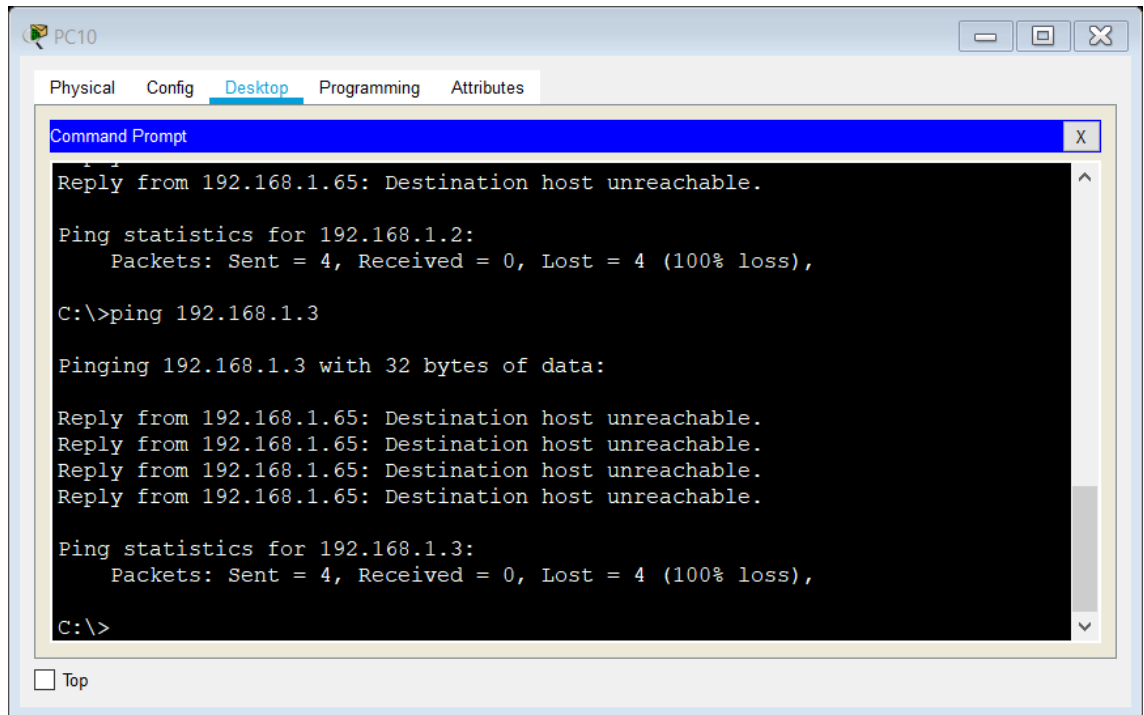 PC10
Physical Config Desktop Programming Attributes
Command Prompt
X
Reply from 192.168.1.65: Destination host unreachable.
Ping statistics for 192.168.1.2:
Packets: Sent = 4, Received = 0, Lost = 4 (100% loss),
C:\>ping 192.168.1.3
Pinging 192.168.1.3 with 32 bytes of data:
Reply from 192.168.1.65: Destination host unreachable.
Reply from 192.168.1.65: Destination host unreachable.
Reply from 192.168.1.65: Destination host unreachable.
Reply from 192.168.1.65: Destination host unreachable.
Ping statistics for 192.168.1.3:
Packets: Sent = 4, Received = 0, Lost = 4 (100% loss),
C:\>
Top